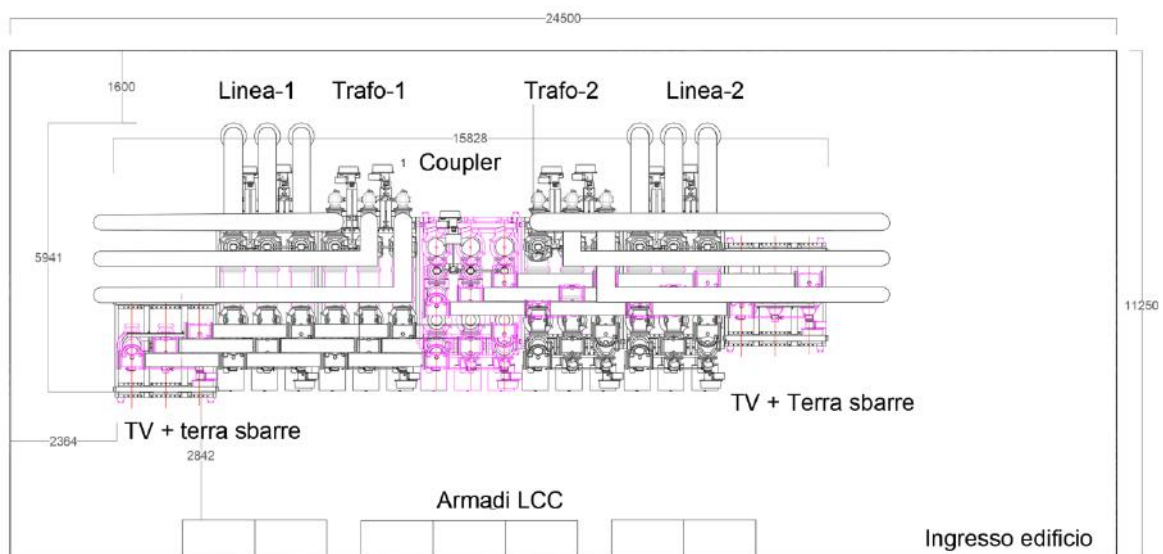 24500
1600
Linea-1
Trafo-1
Trafo-2
Linea-2
15828
1
Coupler
5941
11250
TV + Terra sbarre
TV + terra sbarre
2364
2842
Armadi LCC
Ingresso edificio